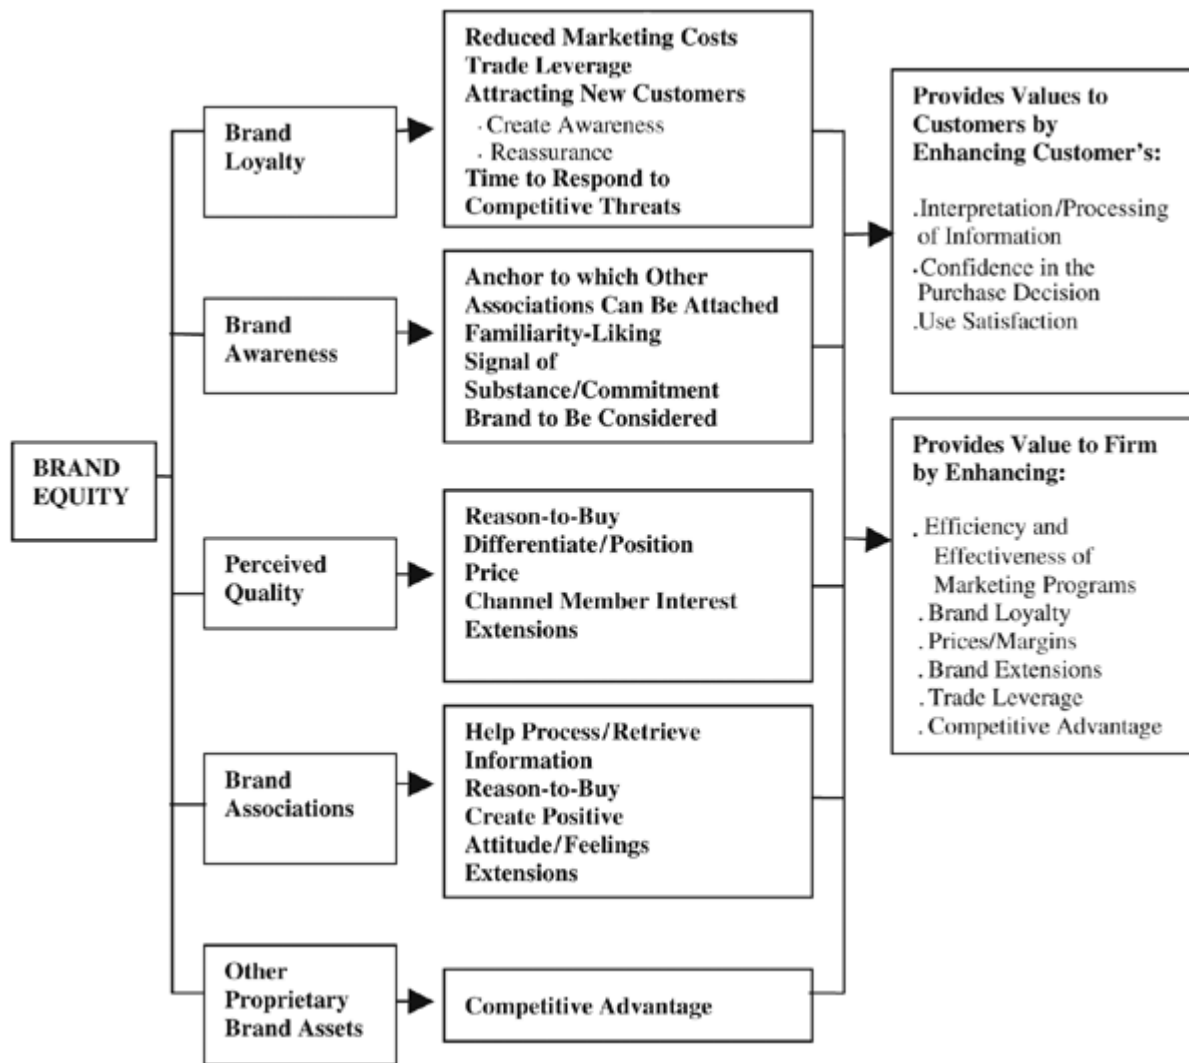 BRAND
EQUITY
Brand
Loyalty
Reduced Marketing Costs
Trade Leverage
Attracting New Customers
· Create Awareness
· Reassurance
Time to Respond to
Competitive Threats
Brand
Awareness
Anchor to which Other
Associations Can Be Attached
Familiarity-Liking
Signal of
Substance/Commitment
Brand to Be Considered
Perceived
Quality
Reason-to-Buy
Differentiate/Position
Price
Channel Member Interest
Extensions
Brand
Associations
Help Process/Retrieve
Information
Reason-to-Buy
Create Positive
Attitude/Feelings
Extensions
Other
Proprietary
Brand Assets
Competitive Advantage
Provides Values to
Customers by
Enhancing Customer's:
. Interpretation/Processing
of Information
. Confidence in the
Purchase Decision
. Use Satisfaction
Provides Value to Firm
by Enhancing:
. Efficiency and
Effectiveness of
Marketing Programs
. Brand Loyalty
. Prices/Margins
. Brand Extensions
. Trade Leverage
. Competitive Advantage